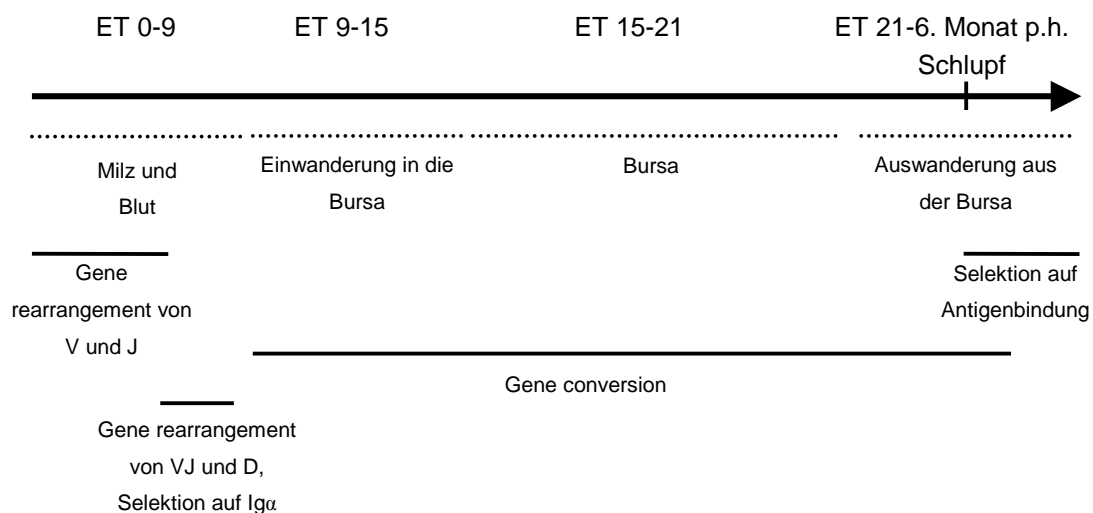 ET 0-9 ET 9-15 ET 15-21 ET 21-6. Monat p.h.
Schlupf
Milz und
Blut
Einwanderung in die
Bursa
Bursa
Auswanderung aus
der Bursa
Gene
rearrangement von
V und J
Selektion auf
Antigenbindung
Gene conversion
Gene rearrangement
von VJ und D,
Selektion auf Igα